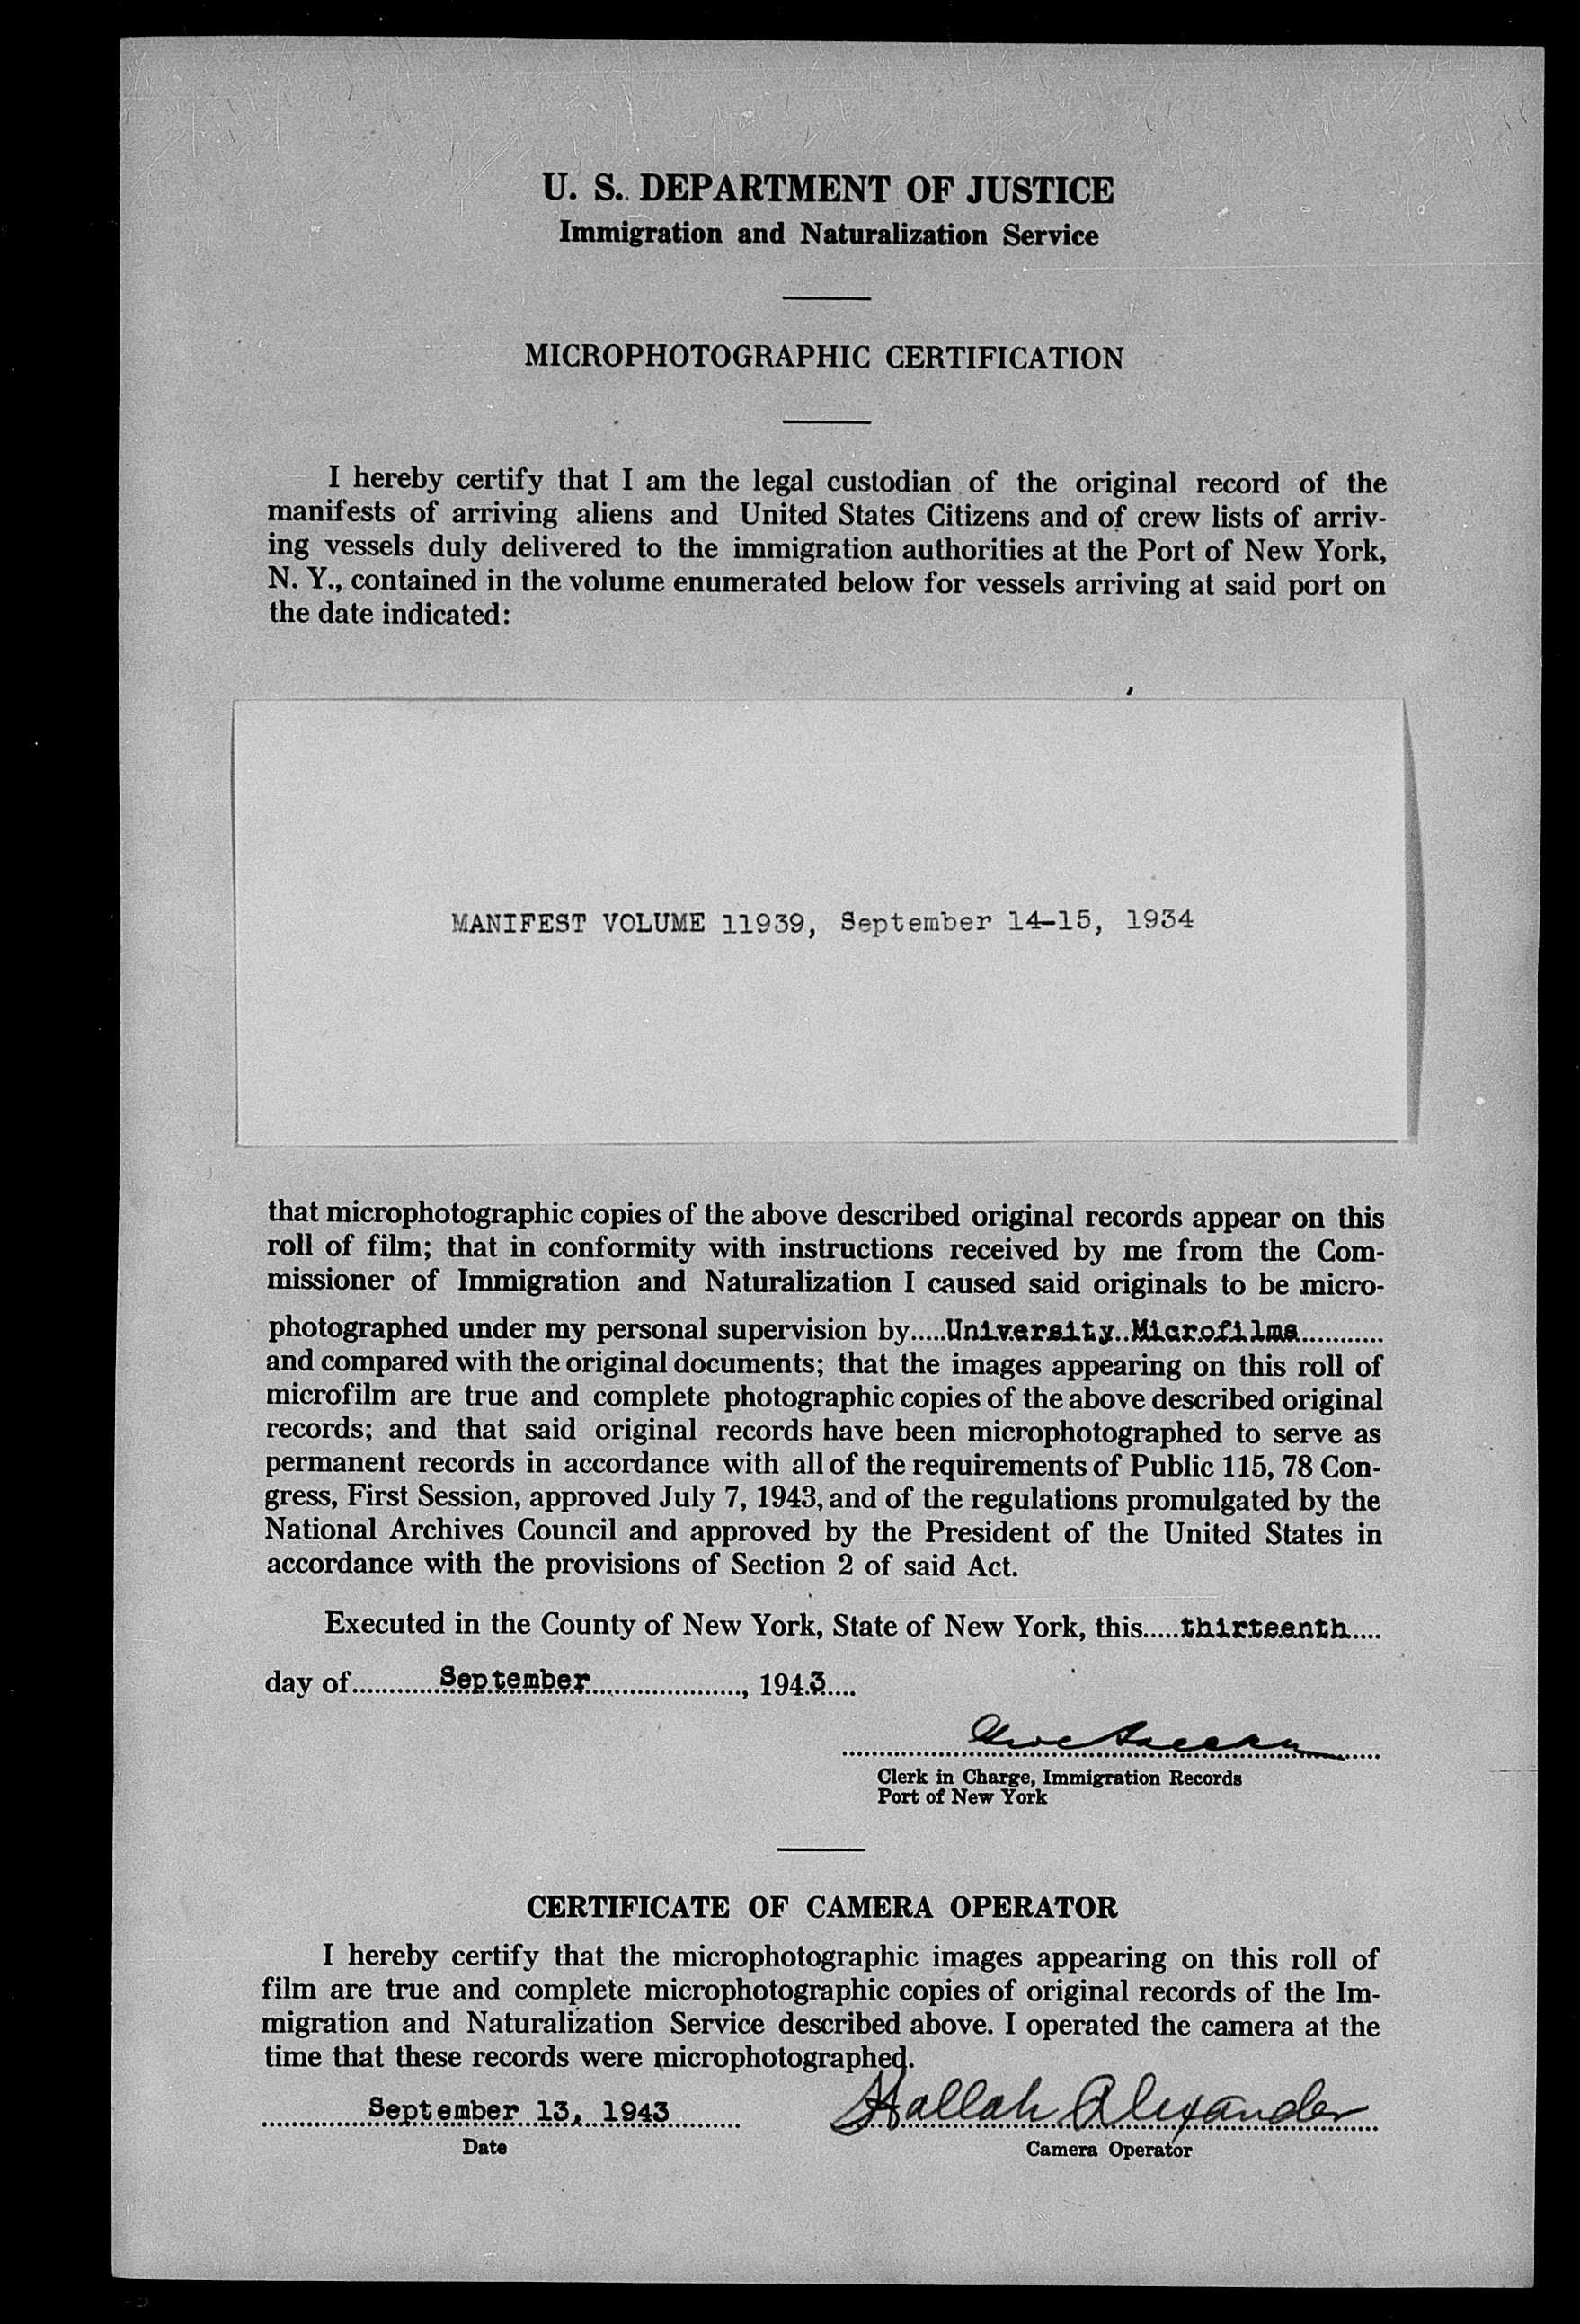 U. S. DEPARTMENT OF JUSTICE
Immigration and Naturalization Service
MICROPHOTOGRAPHIC CERTIFICATION
I hereby certify that I am the legal custodian of the original record of the
manifests of arriving aliens and United States Citizens and of crew lists of arriv-
ing vessels duly delivered to the immigration authorities at the Port of New York,
N. Y., contained in the volume enumerated below for vessels arriving at said port on
the date indicated:
MANIFEST VOLUME 11939, September 14-15, 1934
that microphotographic copies of the above described original records appear on this
roll of film; that in conformity with instructions received by me from the Com-
missioner of Immigration and Naturalization I caused said originals to be micro-
photographed under my personal supervision by.....University Microfilms............
and compared with the original documents; that the images appearing on this roll of
microfilm are true and complete photographic copies of the above described original
records; and that said original records have been microphotographed to serve as
permanent records in accordance with all of the requirements of Public 115, 78 Con-
gress, First Session, approved July 7, 1943, and of the regulations promulgated by the
National Archives Council and approved by the President of the United States in
accordance with the provisions of Section 2 of said Act.
Executed in the County of New York, State of New York, this.....thirteenth....
day of............September......................, 1943....
Clerk in Charge, Immigration Records
Port of New York
CERTIFICATE OF CAMERA OPERATOR
I hereby certify that the microphotographic images appearing on this roll of
film are true and complete microphotographic copies of original records of the Im-
migration and Naturalization Service described above. I operated the camera at the
time that these records were microphotographed.
September 13, 1943 Hallah Alexander
Date Camera Operator